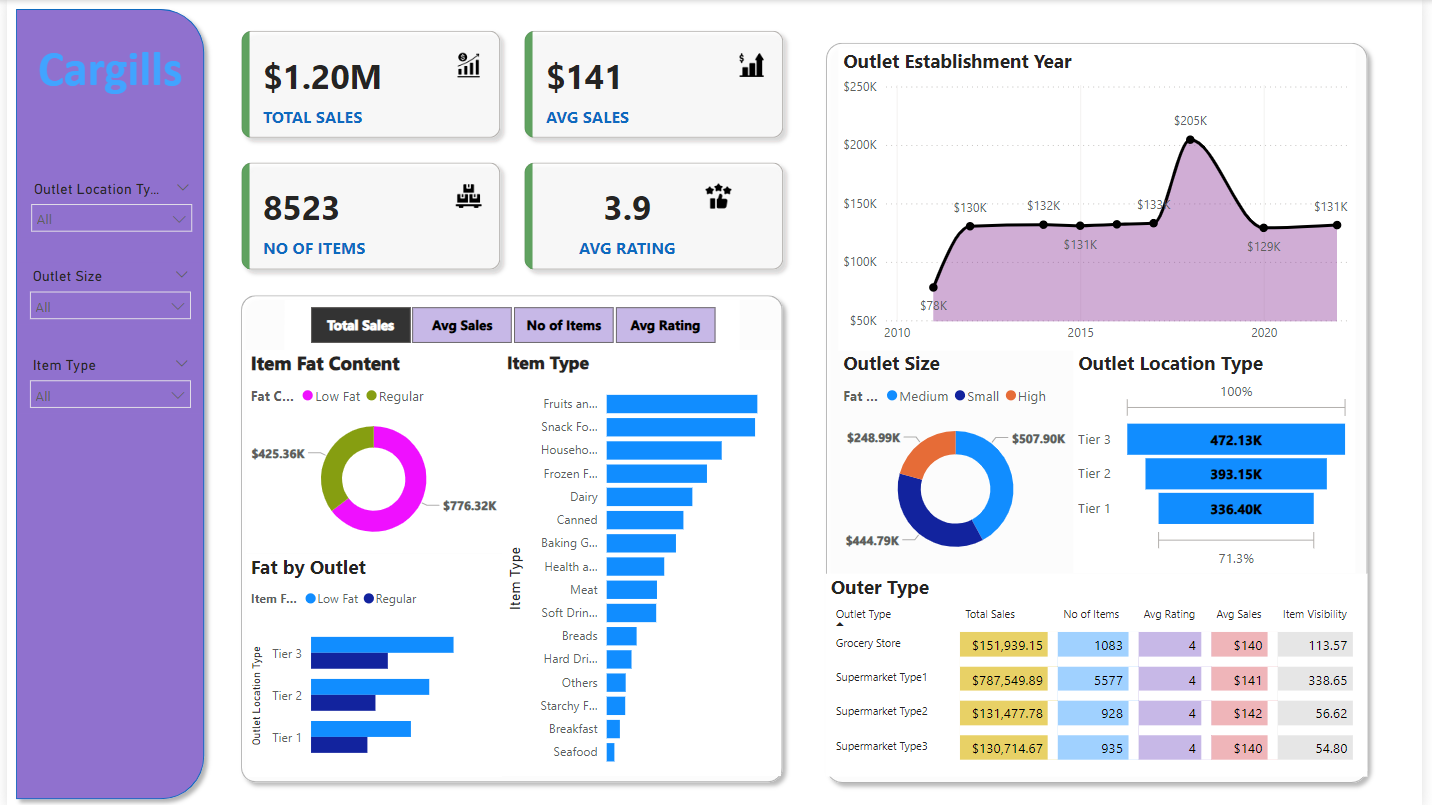 Cargills
Outlet Location Ty...
All
Outlet Size
All
Item Type
All
$1.20M
TOTAL SALES
$141
AVG SALES
8523
NO OF ITEMS
3.9
AVG RATING
Total Sales Avg Sales No of Items Avg Rating
Item Fat Content
Fat C... Low Fat Regular
$425.36K
$776.32K
Fat by Outlet
Item F... Low Fat Regular
Outlet Location Type
Tier 3
Tier 2
Tier 1
Item Type
Item Type
Fruits an...
Snack Fo...
Househo...
Frozen F...
Dairy
Canned
Baking G...
Health a...
Meat
Soft Drin...
Breads
Hard Dri...
Others
Starchy F...
Breakfast
Seafood
Outlet Establishment Year
$250K
$200K
$150K
$100K
$50K
$78K
$130K
$132K
$131K
$133K
$205K
$129K
$131K
2010 2015 2020
Outlet Size
Fat ... Medium Small High
$248.99K
$507.90K
$444.79K
Outlet Location Type
100%
Tier 3 472.13K
Tier 2 393.15K
Tier 1 336.40K
71.3%
Outer Type
Outlet Type Total Sales No of Items Avg Rating Avg Sales Item Visibility
Grocery Store $151,939.15 1083 4 $140 113.57
Supermarket Type1 $787,549.89 5577 4 $141 338.65
Supermarket Type2 $131,477.78 928 4 $142 56.62
Supermarket Type3 $130,714.67 935 4 $140 54.80